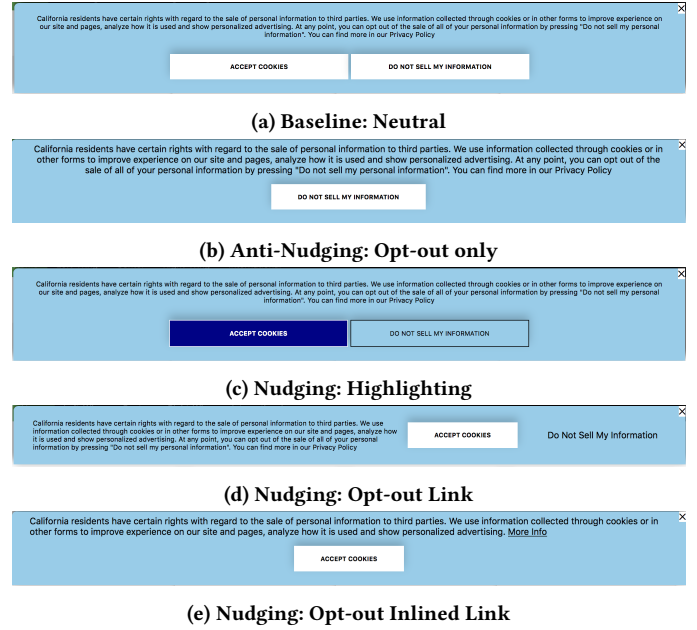 California residents have certain rights with regard to the sale of personal information to third parties. We use information collected through cookies or in other forms to improve experience on
our site and pages, analyze how it is used and show personalized advertising. At any point, you can opt out of the sale of all of your personal information by pressing "Do not sell my personal
information". You can find more in our Privacy Policy
ACCEPT COOKIES
DO NOT SELL MY INFORMATION
(a) Baseline: Neutral
California residents have certain rights with regard to the sale of personal information to third parties. We use information collected through cookies or in
other forms to improve experience on our site and pages, analyze how it is used and show personalized advertising. At any point, you can opt out of the
sale of all of your personal information by pressing "Do not sell my personal information". You can find more in our Privacy Policy
DO NOT SELL MY INFORMATION
(b) Anti-Nudging: Opt-out only
California residents have certain rights with regard to the sale of personal information to third parties. We use information collected through cookies or in other forms to improve experience on
our site and pages, analyze how it is used and show personalized advertising. At any point, you can opt out of the sale of all of your personal information by pressing "Do not sell my personal
information". You can find more in our Privacy Policy
ACCEPT COOKIES
DO NOT SELL MY INFORMATION
(c) Nudging: Highlighting
California residents have certain rights with regard to the sale of personal information to third parties. We use
information collected through cookies or in other forms to improve experience on our site and pages, analyze how
it is used and show personalized advertising. At any point, you can opt out of the sale of all of your personal
information by pressing "Do not sell my personal information". You can find more in our Privacy Policy
ACCEPT COOKIES
Do Not Sell My Information
(d) Nudging: Opt-out Link
California residents have certain rights with regard to the sale of personal information to third parties. We use information collected through cookies or in
other forms to improve experience on our site and pages, analyze how it is used and show personalized advertising. More Info
ACCEPT COOKIES
(e) Nudging: Opt-out Inlined Link